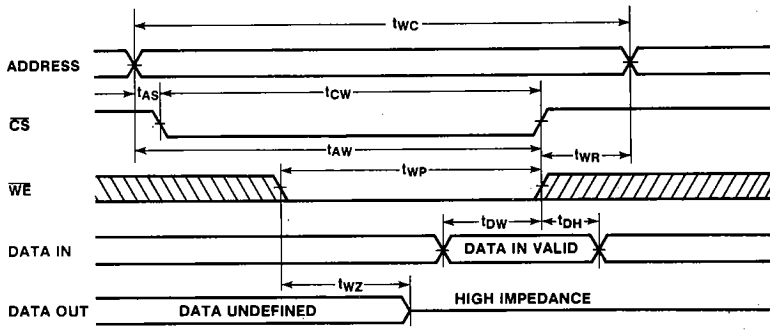 tWC
ADDRESS
tAS
tCW
CS
tAW
tWR
tWP
WE
tDW
tDH
DATA IN
DATA IN VALID
tWZ
DATA OUT
DATA UNDEFINED
HIGH IMPEDANCE